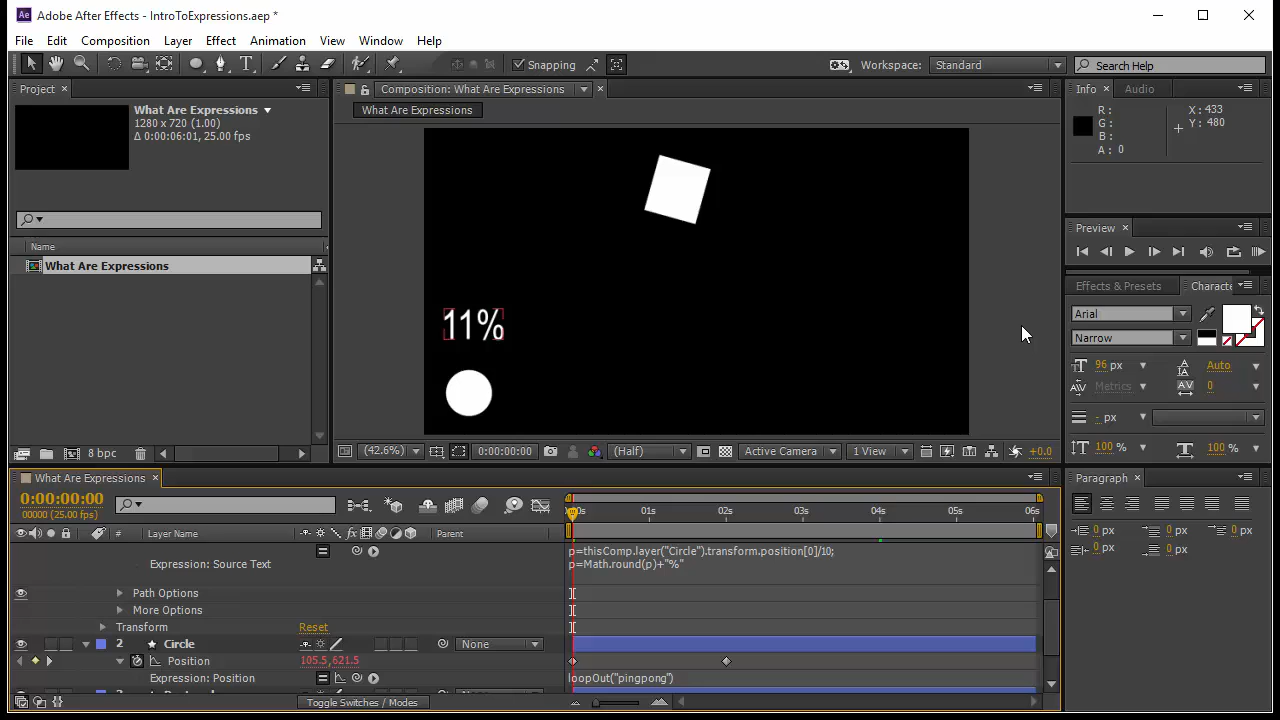 Adobe After Effects - IntroToExpressions.aep *
File Edit Composition Layer Effect Animation View Window Help
Snapping
Workspace: Standard
Search Help
Project
What Are Expressions
1280 x 720 (1.00)
Δ 0:00:06:01, 25.00 fps
Name
What Are Expressions
8 bpc
Composition: What Are Expressions
What Are Expressions
11%
(42.6%) 0:00:00:00 (Half) Active Camera 1 View +0.0
Info Audio
R:
G:
B:
A: 0
X: 433
Y: 480
Preview
Effects & Presets Characte
Arial
Narrow
96 px Auto
Metrics 0
- px
100 % 100 %
Paragraph
0 px 0 px 0 px
0 px 0 px
What Are Expressions
0:00:00:00
00000 (25.00 fps)
# Layer Name Parent
01s 02s 03s 04s 05s 06s
Expression: Source Text
p=thisComp.layer("Circle").transform.position[0]/10;
p=Math.round(p)+"%"
Path Options
More Options
Transform Reset
2 Circle None
Position 105.5,621.5
Expression: Position loopOut("pingpong")
Toggle Switches / Modes